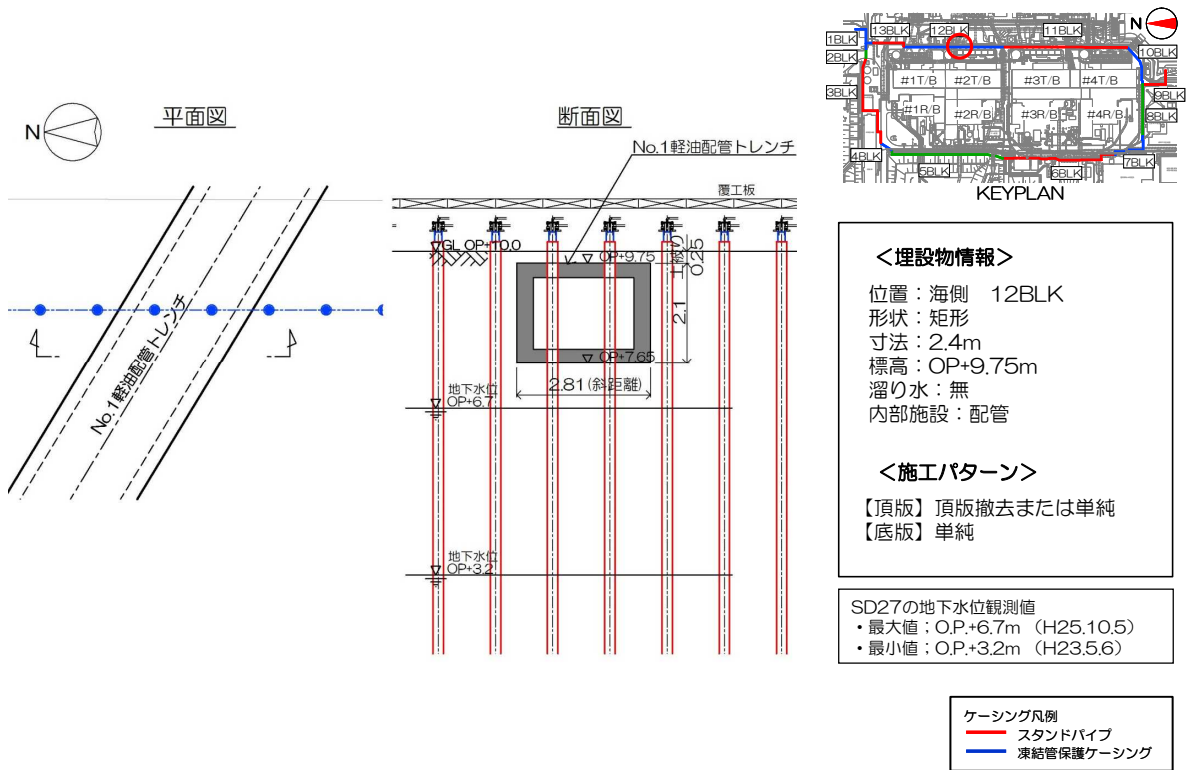 平面図
N
No.1軽油配管トレンチ
断面図
No.1軽油配管トレンチ
覆工板
GL OP+10.0
OP+9.75
土被り
0.25
2.1
OP+7.65
2.81(斜距離)
地下水位
OP+6.7
地下水位
OP+3.2
N
1BLK
13BLK
12BLK
11BLK
10BLK
2BLK
#1T/B
#2T/B
#3T/B
#4T/B
3BLK
9BLK
#1R/B
#2R/B
#3R/B
#4R/B
8BLK
4BLK
5BLK
6BLK
7BLK
KEYPLAN
＜埋設物情報＞
位置：海側　12BLK
形状：矩形
寸法：2.4m
標高：OP+9.75m
溜り水：無
内部施設：配管
＜施工パターン＞
【頂版】頂版撤去または単純
【底版】単純
SD27の地下水位観測値
・最大値；O.P.+6.7m （H25.10.5）
・最小値；O.P.+3.2m （H23.5.6）
ケーシング凡例
スタンドパイプ
凍結管保護ケーシング